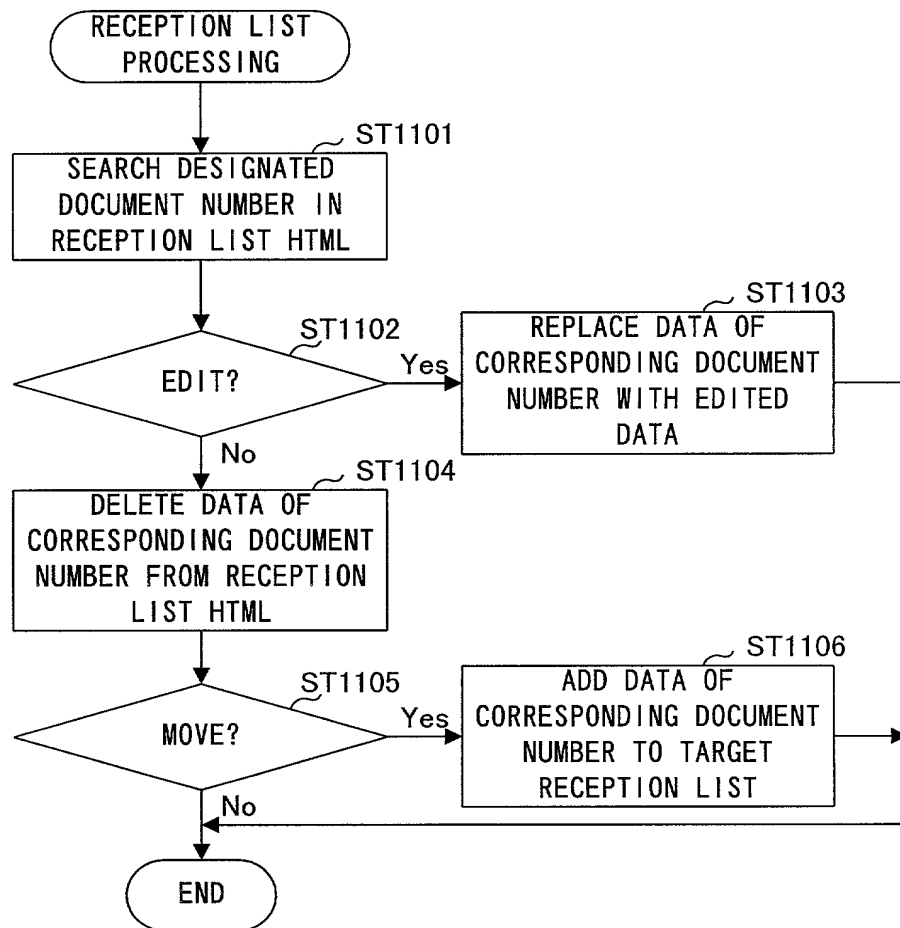 RECEPTION LIST
PROCESSING
ST1101
SEARCH DESIGNATED
DOCUMENT NUMBER IN
RECEPTION LIST HTML
ST1102
EDIT?
Yes
ST1103
REPLACE DATA OF
CORRESPONDING DOCUMENT
NUMBER WITH EDITED
DATA
No
ST1104
DELETE DATA OF
CORRESPONDING DOCUMENT
NUMBER FROM RECEPTION
LIST HTML
ST1105
MOVE?
Yes
ST1106
ADD DATA OF
CORRESPONDING DOCUMENT
NUMBER TO TARGET
RECEPTION LIST
No
END